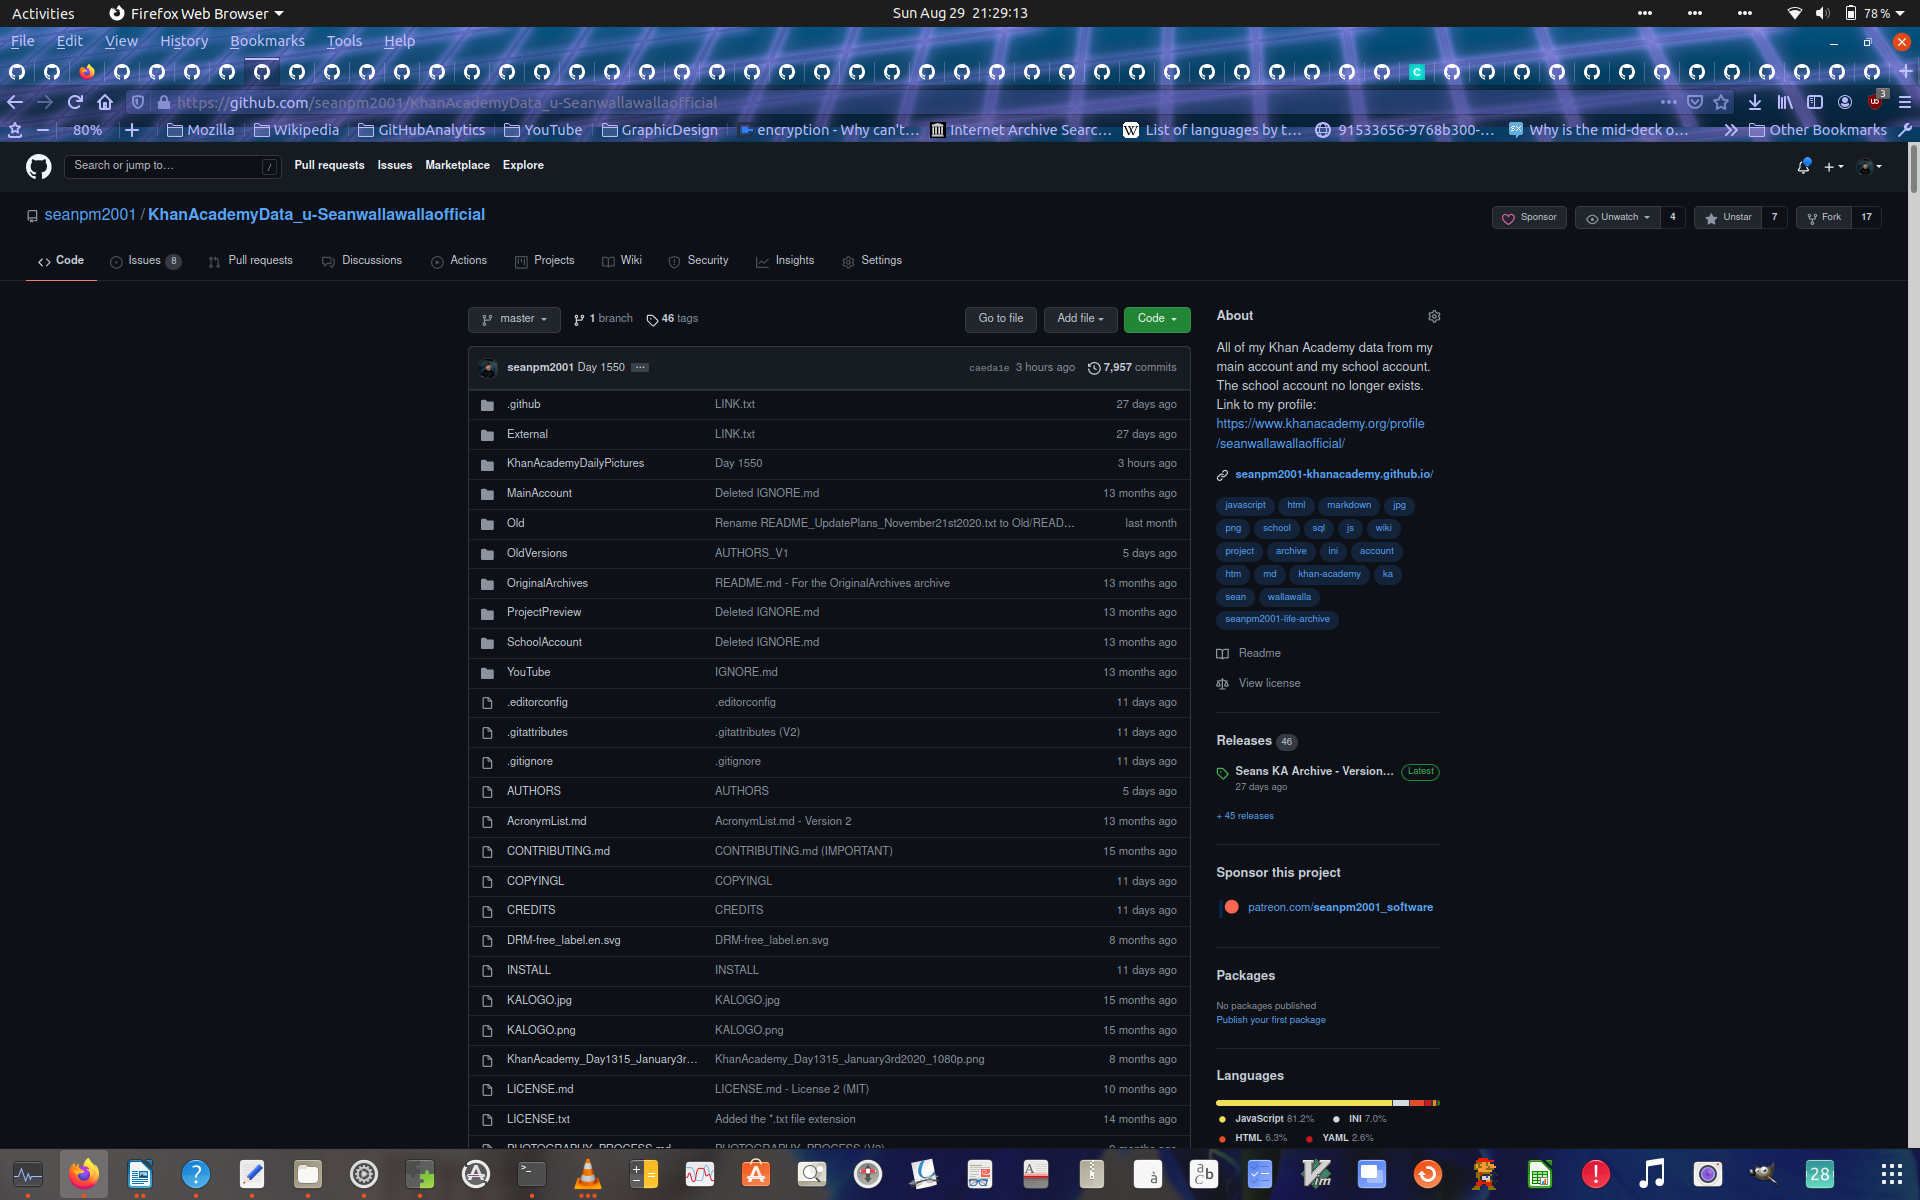 Activities Firefox Web Browser Sun Aug 29 21:29:13 78 %
File Edit View History Bookmarks Tools Help
https://github.com/seanpm2001/KhanAcademyData_u-Seanwallawallaofficial 3
80% Mozilla Wikipedia GitHubAnalytics YouTube GraphicDesign encryption - Why can't… Internet Archive Searc… List of languages by t… 91533656-9768b300-… Why is the mid-deck o… Other Bookmarks
Search or jump to… / Pull requests Issues Marketplace Explore
seanpm2001 / KhanAcademyData_u-Seanwallawallaofficial Sponsor Unwatch 4 Unstar 7 Fork 17
Code Issues 8 Pull requests Discussions Actions Projects Wiki Security Insights Settings
master 1 branch 46 tags Go to file Add file Code
seanpm2001 Day 1550 … caeda1e 3 hours ago 7,957 commits
.github LINK.txt 27 days ago
External LINK.txt 27 days ago
KhanAcademyDailyPictures Day 1550 3 hours ago
MainAccount Deleted IGNORE.md 13 months ago
Old Rename README_UpdatePlans_November21st2020.txt to Old/READ… last month
OldVersions AUTHORS_V1 5 days ago
OriginalArchives README.md - For the OriginalArchives archive 13 months ago
ProjectPreview Deleted IGNORE.md 13 months ago
SchoolAccount Deleted IGNORE.md 13 months ago
YouTube IGNORE.md 13 months ago
.editorconfig .editorconfig 11 days ago
.gitattributes .gitattributes (V2) 11 days ago
.gitignore .gitignore 11 days ago
AUTHORS AUTHORS 5 days ago
AcronymList.md AcronymList.md - Version 2 13 months ago
CONTRIBUTING.md CONTRIBUTING.md (IMPORTANT) 15 months ago
COPYINGL COPYINGL 11 days ago
CREDITS CREDITS 11 days ago
DRM-free_label.en.svg DRM-free_label.en.svg 8 months ago
INSTALL INSTALL 11 days ago
KALOGO.jpg KALOGO.jpg 15 months ago
KALOGO.png KALOGO.png 15 months ago
KhanAcademy_Day1315_January3r… KhanAcademy_Day1315_January3rd2020_1080p.png 8 months ago
LICENSE.md LICENSE.md - License 2 (MIT) 10 months ago
LICENSE.txt Added the *.txt file extension 14 months ago
About
All of my Khan Academy data from my
main account and my school account.
The school account no longer exists.
Link to my profile:
https://www.khanacademy.org/profile
/seanwallawallaofficial/
seanpm2001-khanacademy.github.io/
javascript html markdown jpg
png school sql js wiki
project archive ini account
htm md khan-academy ka
sean wallawalla
seanpm2001-life-archive
Readme
View license
Releases 46
Seans KA Archive - Version… Latest
27 days ago
+ 45 releases
Sponsor this project
patreon.com/seanpm2001_software
Packages
No packages published
Publish your first package
Languages
JavaScript 81.2% INI 7.0%
HTML 6.3% YAML 2.6%
28